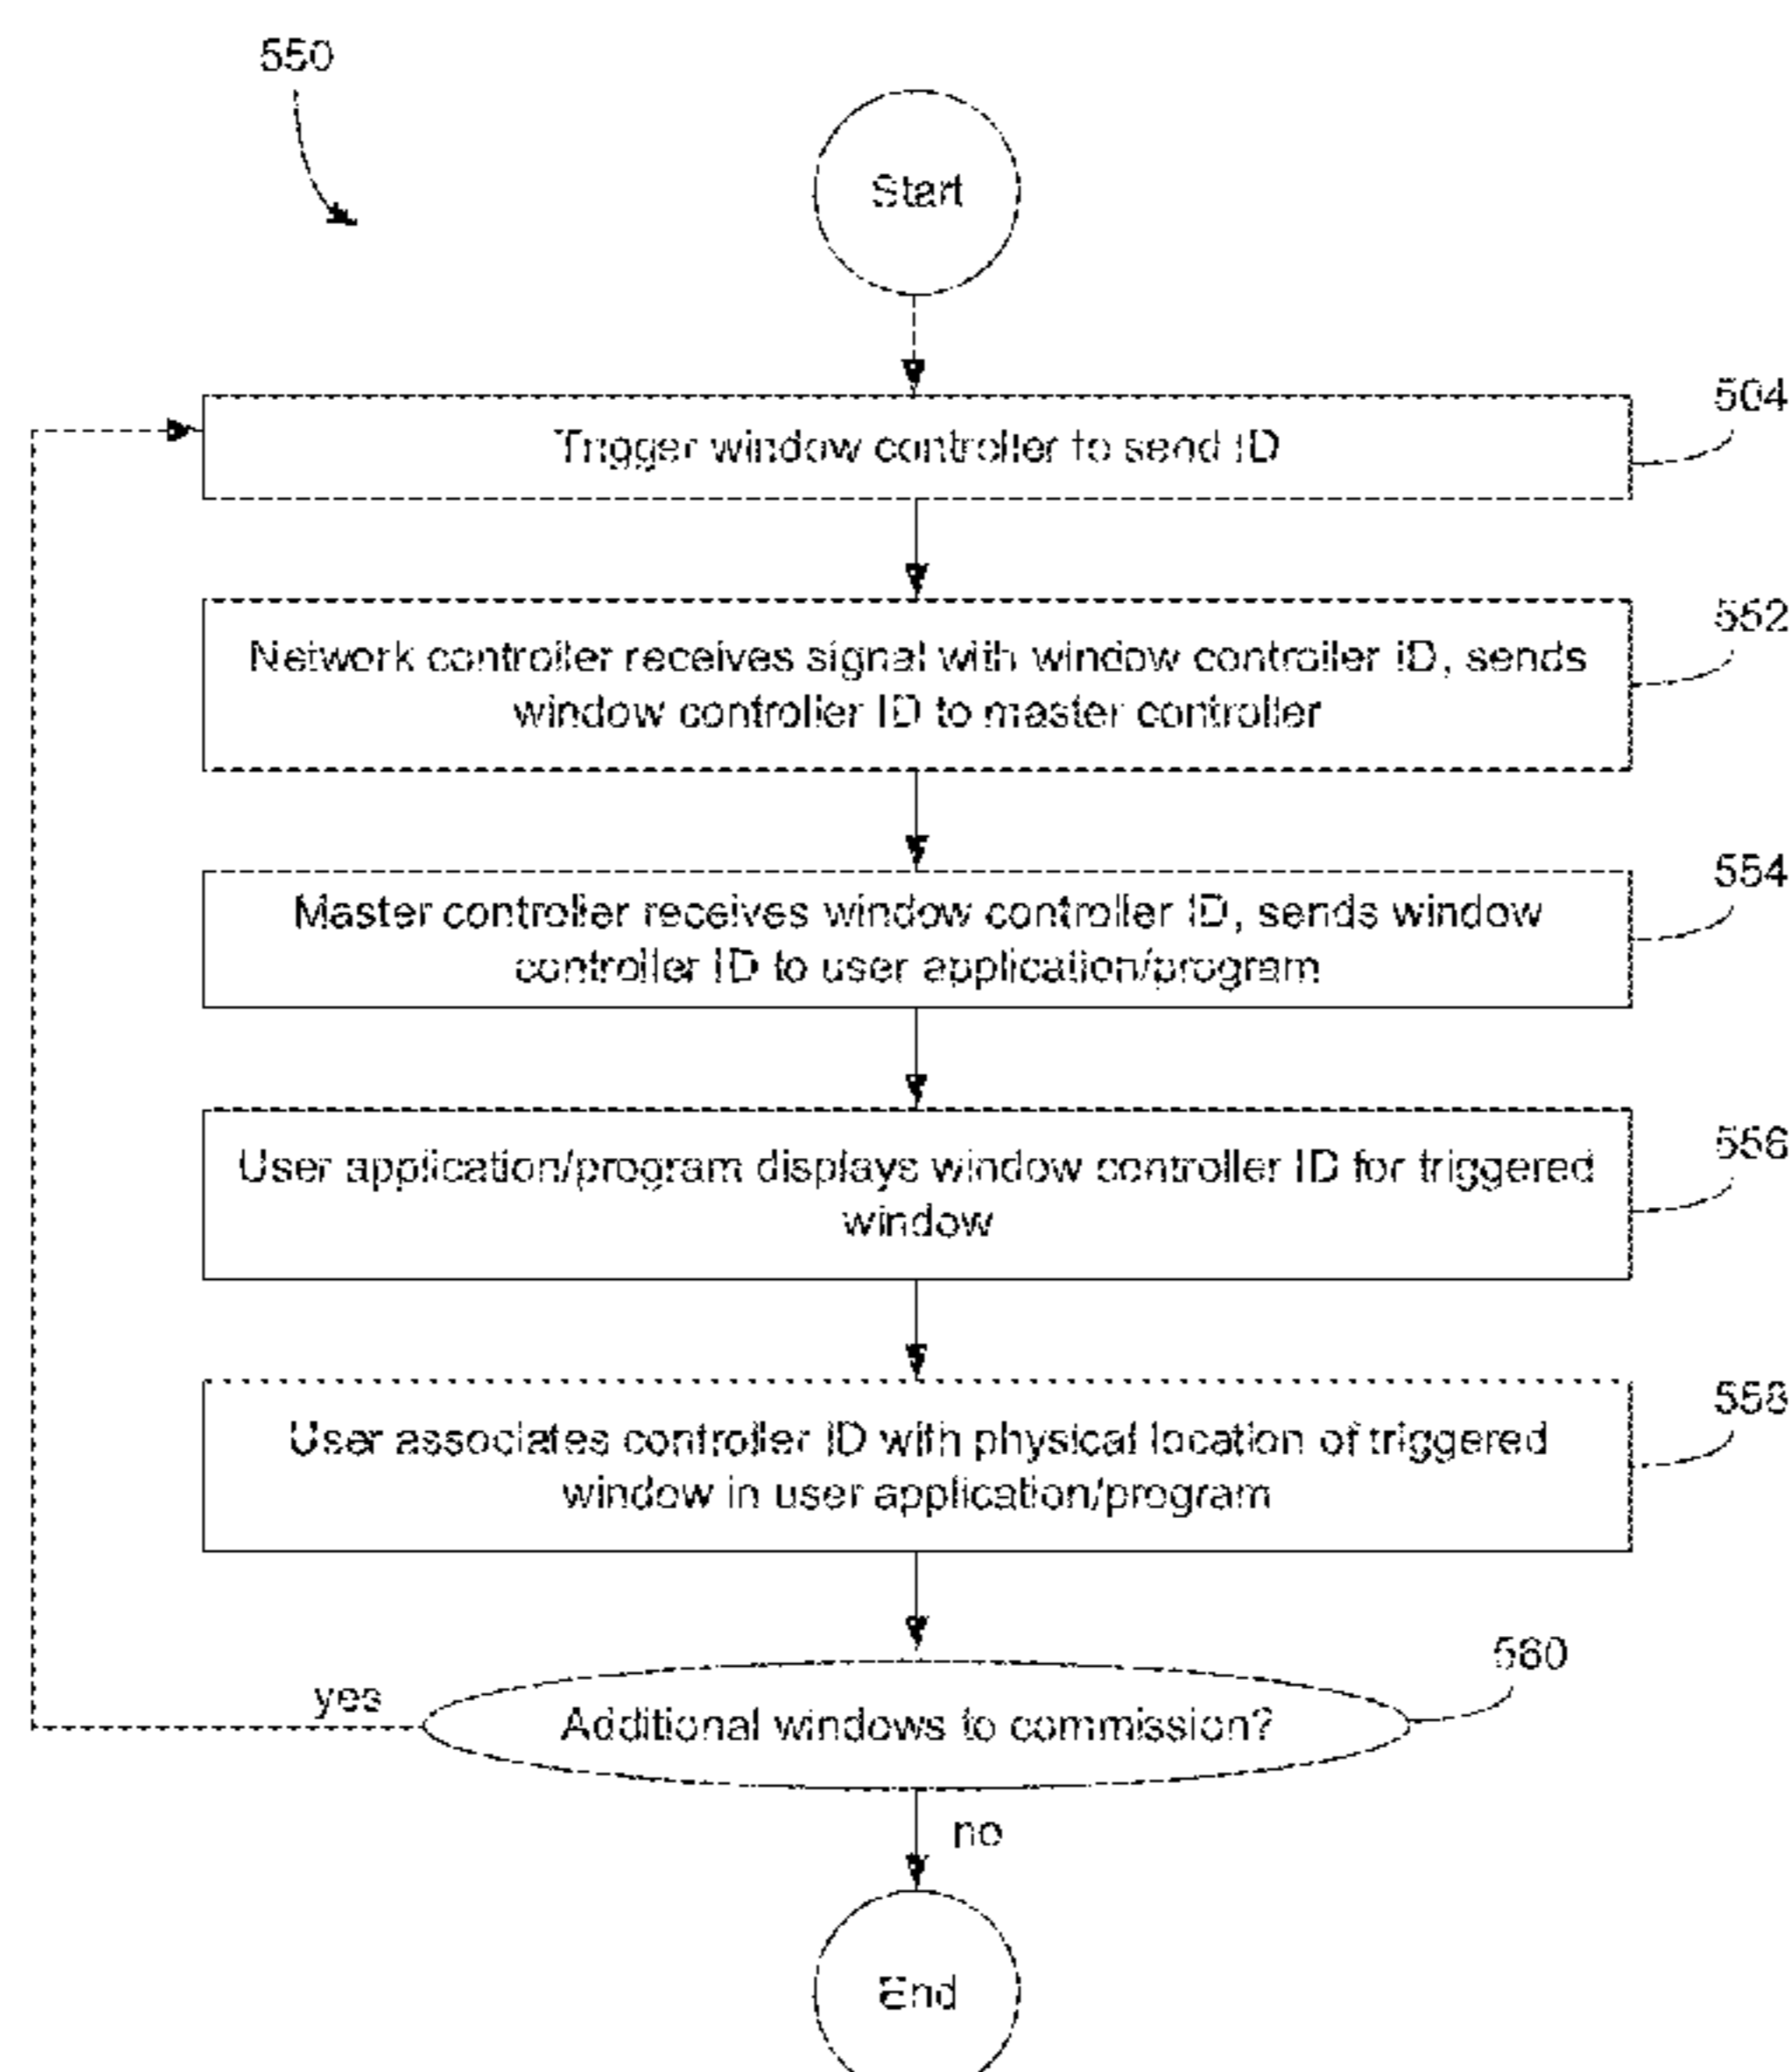 550
Start
504
Trigger window controller to send ID
552
Network controller receives signal with window controller ID, sends
window controller ID to master controller
554
Master controller receives window controller ID, sends window
controller ID to user application/program
556
User application/program displays window controller ID for triggered
window
558
User associates controller ID with physical location of triggered
window in user application/program
560
yes
Additional windows to commission?
no
End